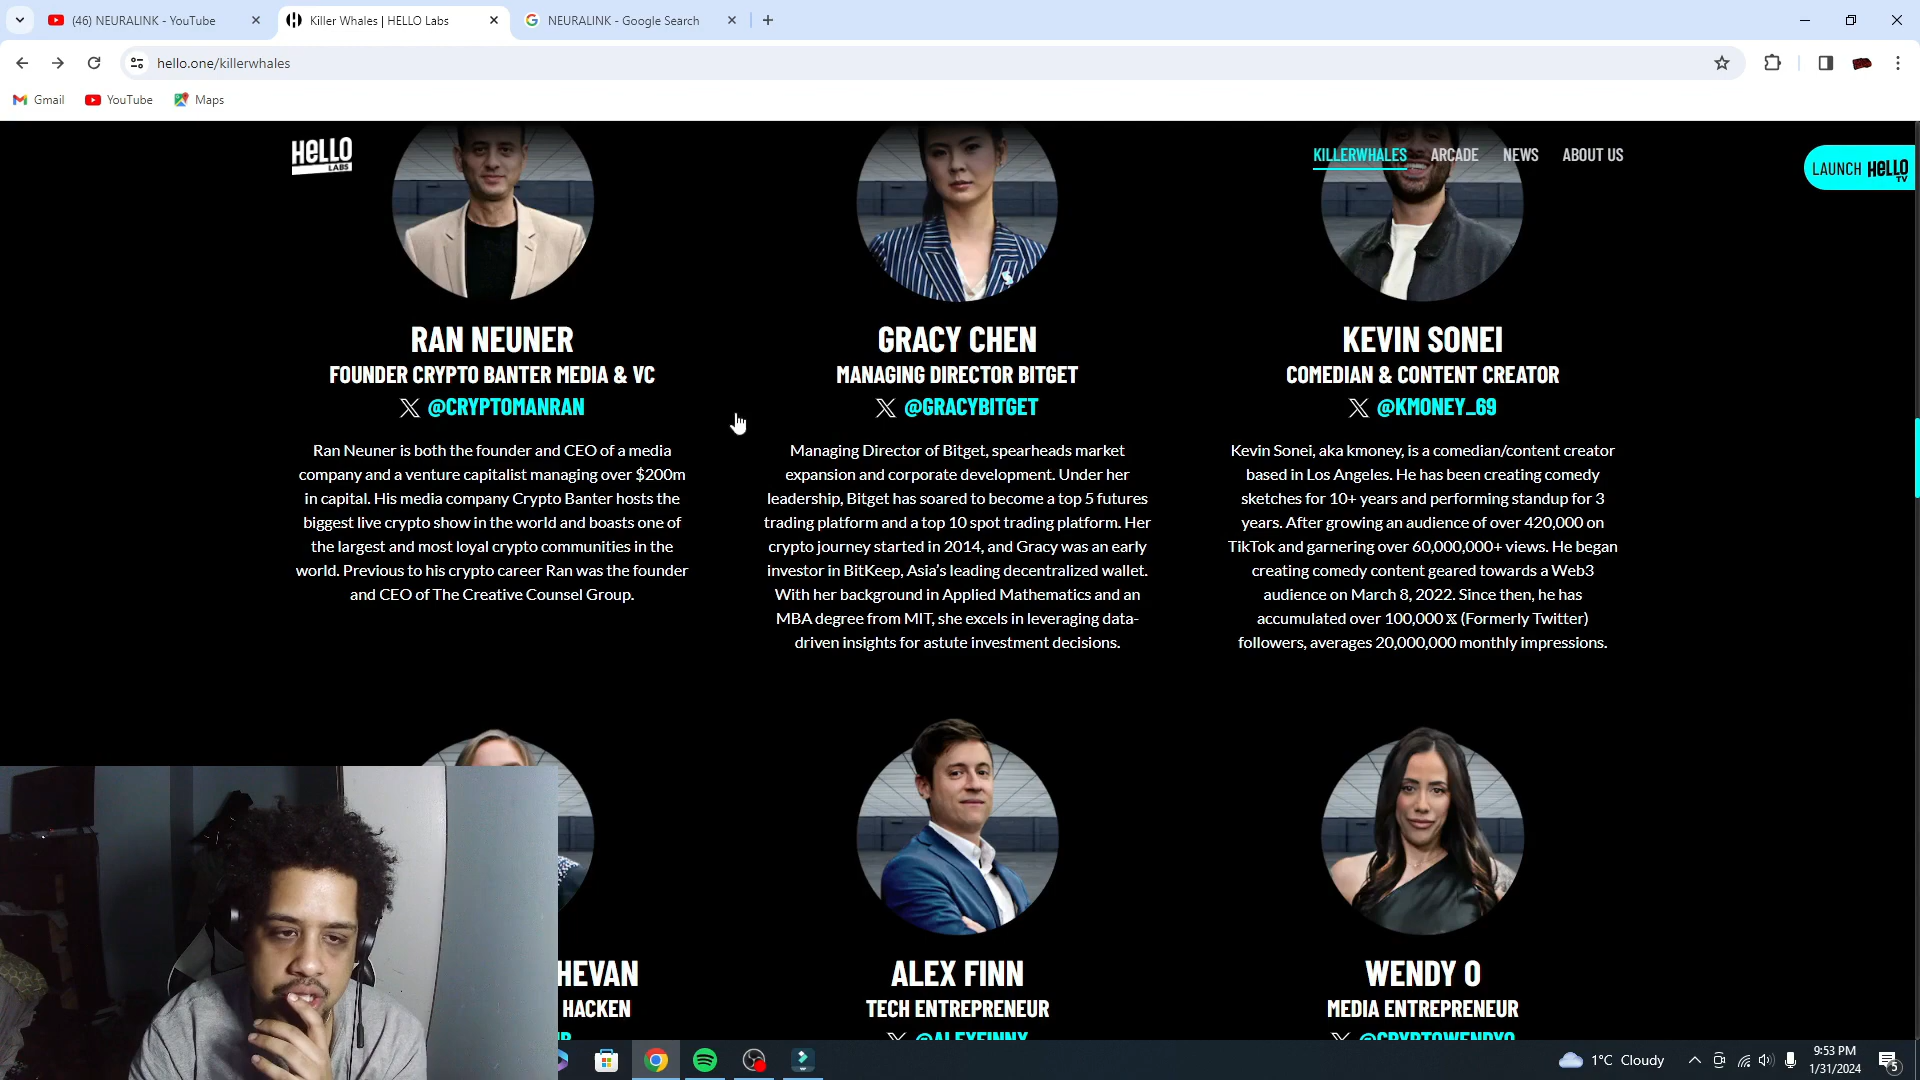 (46) NEURALINK - YouTube
Killer Whales | HELLO Labs
NEURALINK - Google Search
hello.one/killerwhales
Gmail
YouTube
Maps
HELLO
LABS
KILLERWHALES
ARCADE
NEWS
ABOUT US
LAUNCH HELLO
TV
RAN NEUNER
FOUNDER CRYPTO BANTER MEDIA & VC
@CRYPTOMANRAN
Ran Neuner is both the founder and CEO of a media
company and a venture capitalist managing over $200m
in capital. His media company Crypto Banter hosts the
biggest live crypto show in the world and boasts one of
the largest and most loyal crypto communities in the
world. Previous to his crypto career Ran was the founder
and CEO of The Creative Counsel Group.
GRACY CHEN
MANAGING DIRECTOR BITGET
@GRACYBITGET
Managing Director of Bitget, spearheads market
expansion and corporate development. Under her
leadership, Bitget has soared to become a top 5 futures
trading platform and a top 10 spot trading platform. Her
crypto journey started in 2014, and Gracy was an early
investor in BitKeep, Asia's leading decentralized wallet.
With her background in Applied Mathematics and an
MBA degree from MIT, she excels in leveraging data-
driven insights for astute investment decisions.
KEVIN SONEI
COMEDIAN & CONTENT CREATOR
@KMONEY_69
Kevin Sonei, aka kmoney, is a comedian/content creator
based in Los Angeles. He has been creating comedy
sketches for 10+ years and performing standup for 3
years. After growing an audience of over 420,000 on
TikTok and garnering over 60,000,000+ views. He began
creating comedy content geared towards a Web3
audience on March 8, 2022. Since then, he has
accumulated over 100,000 𝕏 (Formerly Twitter)
followers, averages 20,000,000 monthly impressions.
HEVAN
HACKEN
ALEX FINN
TECH ENTREPRENEUR
@ALEXFINNX
WENDY O
MEDIA ENTREPRENEUR
@CRYPTOWENDYO
1°C Cloudy
9:53 PM
1/31/2024
5